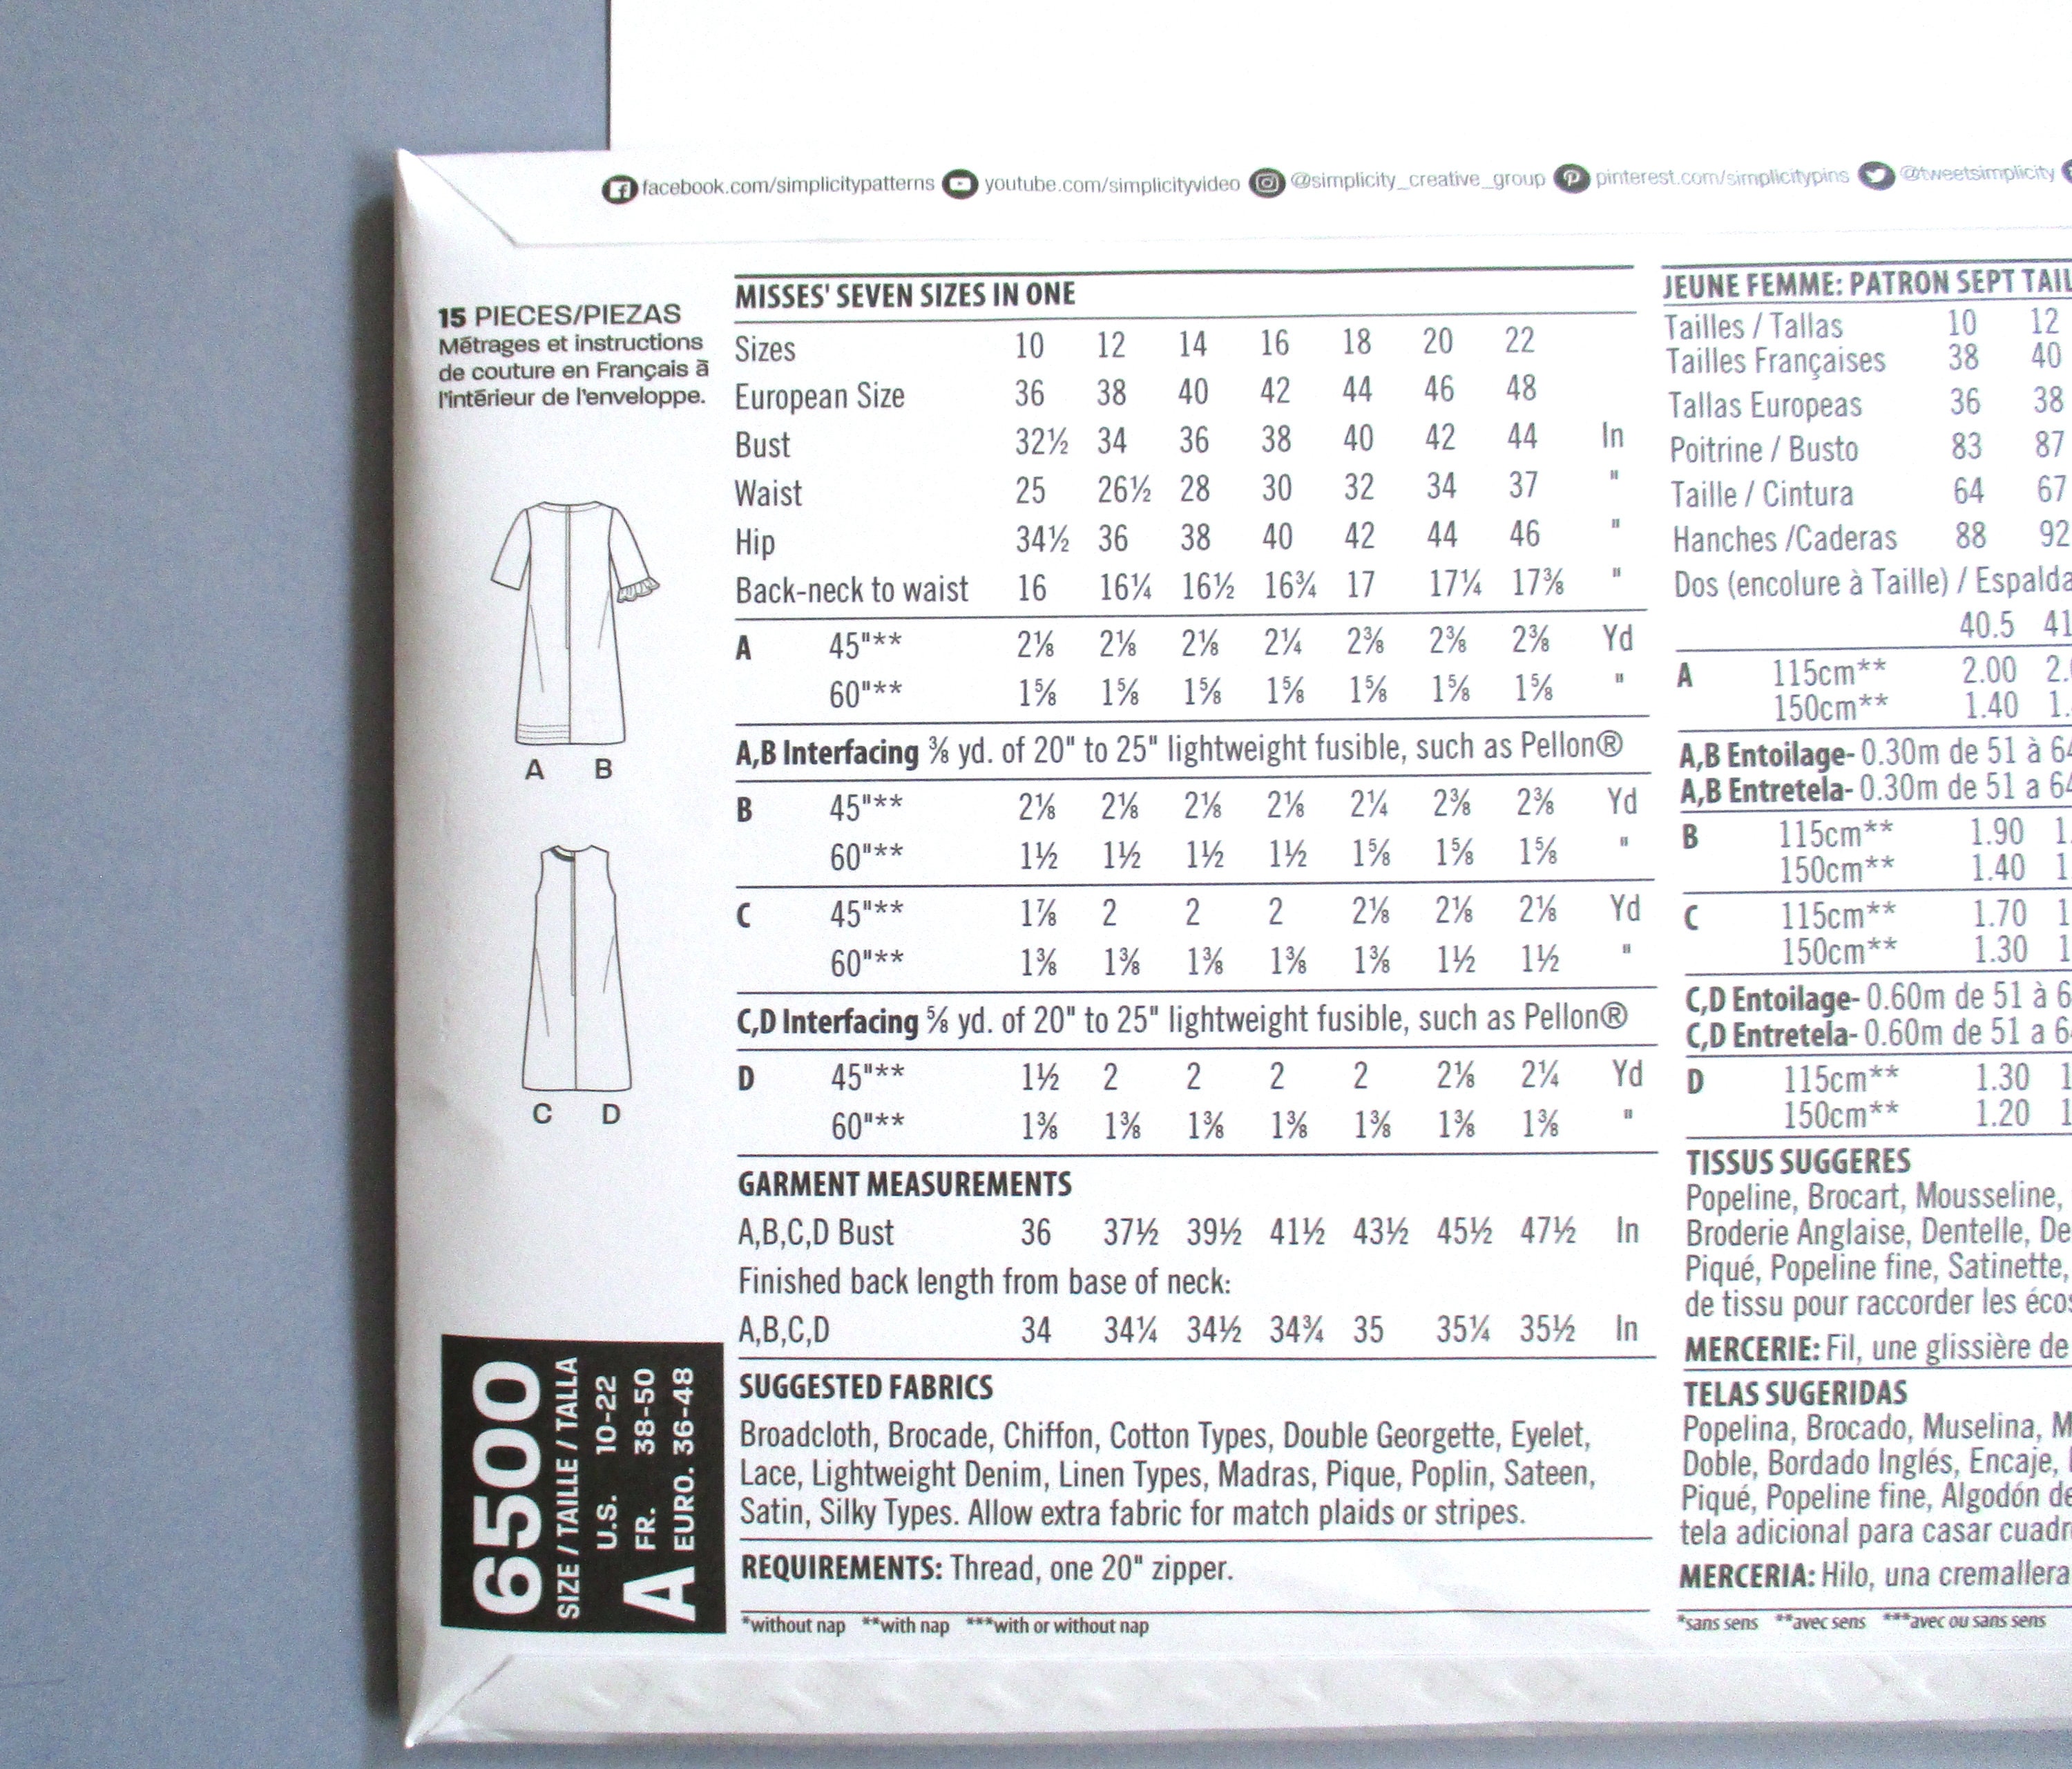 facebook.com/simplicitypatterns youtube.com/simplicityvideo @simplicity_creative_group pinterest.com/simplicitypins @tweetsimplicity
15 PIECES/PIEZAS
Métrages et instructions
de couture en Français à
l'intérieur de l'enveloppe.
A B
C D
6500
SIZE / TAILLE / TALLA
U.S. 10-22
FR. 38-50
EURO. 36-48
A
MISSES' SEVEN SIZES IN ONE
Sizes 10 12 14 16 18 20 22
European Size 36 38 40 42 44 46 48
Bust 32½ 34 36 38 40 42 44 In
Waist 25 26½ 28 30 32 34 37 "
Hip 34½ 36 38 40 42 44 46 "
Back-neck to waist 16 16¼ 16½ 16¾ 17 17¼ 17⅜ "
A 45"** 2⅛ 2⅛ 2⅛ 2¼ 2⅜ 2⅜ 2⅜ Yd
60"** 1⅝ 1⅝ 1⅝ 1⅝ 1⅝ 1⅝ 1⅝ "
A,B Interfacing ⅜ yd. of 20" to 25" lightweight fusible, such as Pellon®
B 45"** 2⅛ 2⅛ 2⅛ 2⅛ 2¼ 2⅜ 2⅜ Yd
60"** 1½ 1½ 1½ 1½ 1⅝ 1⅝ 1⅝ "
C 45"** 1⅞ 2 2 2 2⅛ 2⅛ 2⅛ Yd
60"** 1⅜ 1⅜ 1⅜ 1⅜ 1⅜ 1½ 1½ "
C,D Interfacing ⅝ yd. of 20" to 25" lightweight fusible, such as Pellon®
D 45"** 1½ 2 2 2 2 2⅛ 2¼ Yd
60"** 1⅜ 1⅜ 1⅜ 1⅜ 1⅜ 1⅜ 1⅜ "
GARMENT MEASUREMENTS
A,B,C,D Bust 36 37½ 39½ 41½ 43½ 45½ 47½ In
Finished back length from base of neck:
A,B,C,D 34 34¼ 34½ 34¾ 35 35¼ 35½ In
SUGGESTED FABRICS
Broadcloth, Brocade, Chiffon, Cotton Types, Double Georgette, Eyelet,
Lace, Lightweight Denim, Linen Types, Madras, Pique, Poplin, Sateen,
Satin, Silky Types. Allow extra fabric for match plaids or stripes.
REQUIREMENTS: Thread, one 20" zipper.
*without nap **with nap ***with or without nap
JEUNE FEMME: PATRON SEPT TAIL
Tailles / Tallas 10 12
Tailles Françaises 38 40
Tallas Europeas 36 38
Poitrine / Busto 83 87
Taille / Cintura 64 67
Hanches /Caderas 88 92
Dos (encolure à Taille) / Espalda
40.5 41
A 115cm** 2.00 2.
150cm** 1.40 1.
A,B Entoilage- 0.30m de 51 à 64
A,B Entretela- 0.30m de 51 a 64
B 115cm** 1.90 1.
150cm** 1.40 1
C 115cm** 1.70 1
150cm** 1.30 1
C,D Entoilage- 0.60m de 51 à 6
C,D Entretela- 0.60m de 51 a 6
D 115cm** 1.30 1
150cm** 1.20 1
TISSUS SUGGERES
Popeline, Brocart, Mousseline,
Broderie Anglaise, Dentelle, De
Piqué, Popeline fine, Satinette,
de tissu pour raccorder les écos
MERCERIE: Fil, une glissière de
TELAS SUGERIDAS
Popelina, Brocado, Muselina, M
Doble, Bordado Inglés, Encaje,
Piqué, Popeline fine, Algodón de
tela adicional para casar cuadr
MERCERIA: Hilo, una cremallera
*sans sens **avec sens ***avec ou sans sens